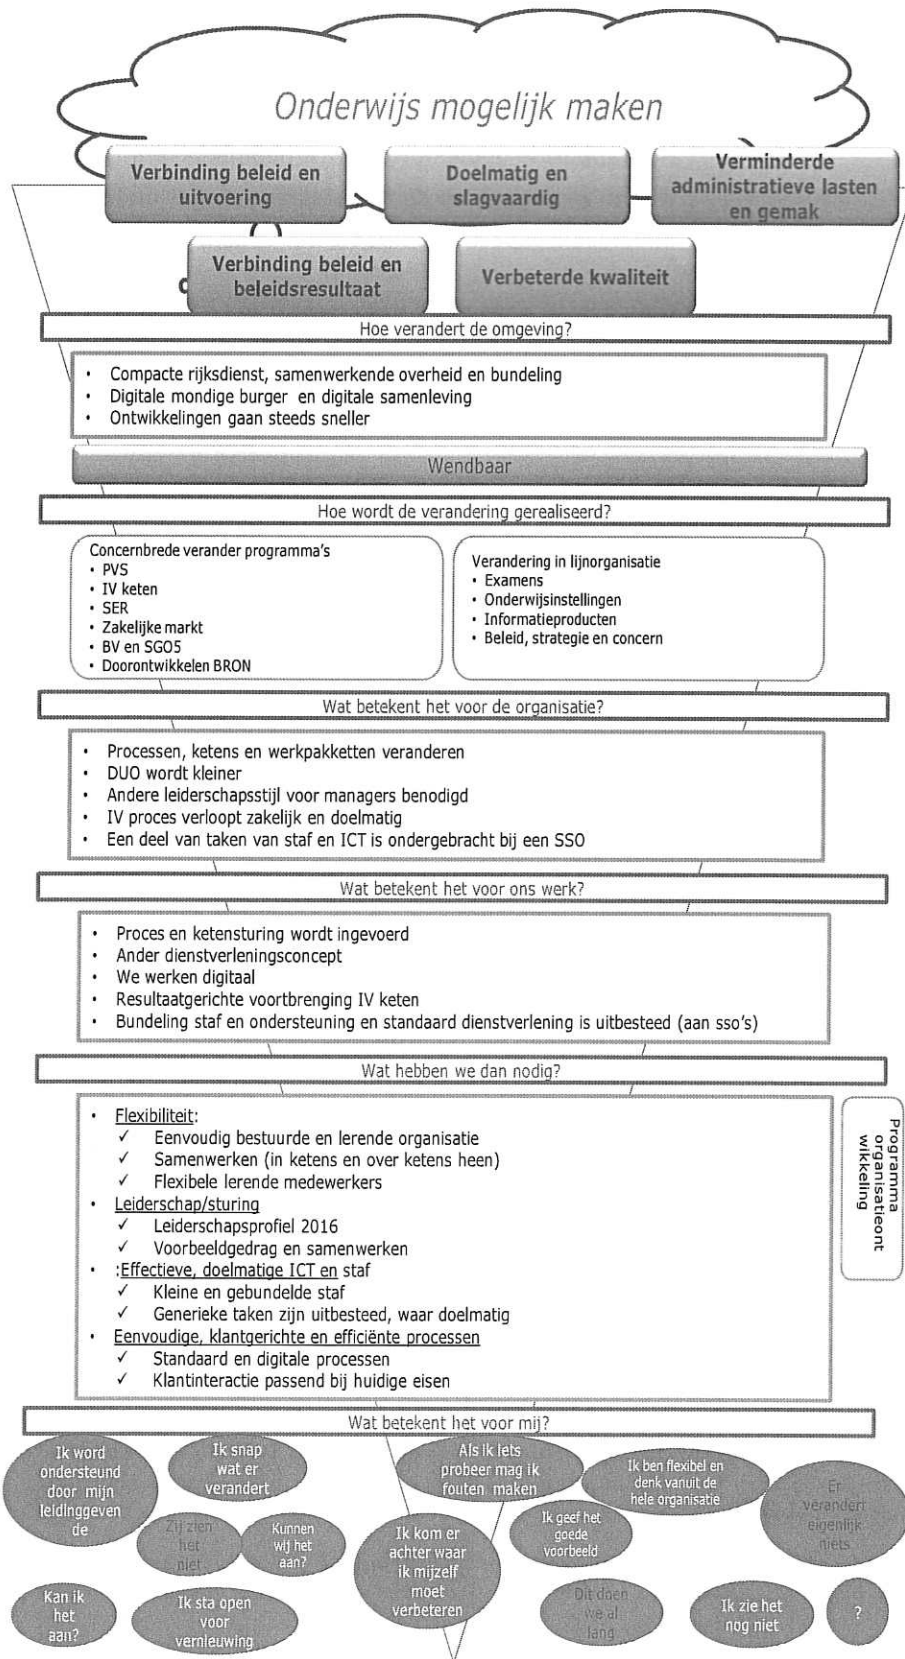 Onderwijs mogelijk maken
Verbinding beleid en
uitvoering
Doelmatig en
slagvaardig
Verminderde
administratieve lasten
en gemak
Verbinding beleid en
beleidsresultaat
Verbeterde kwaliteit
Hoe verandert de omgeving?
• Compacte rijksdienst, samenwerkende overheid en bundeling
• Digitale mondige burger en digitale samenleving
• Ontwikkelingen gaan steeds sneller
Wendbaar
Hoe wordt de verandering gerealiseerd?
Concernbrede verander programma's
• PVS
• IV keten
• SER
• Zakelijke markt
• BV en SGO5
• Doorontwikkelen BRON
Verandering in lijnorganisatie
• Examens
• Onderwijsinstellingen
• Informatieproducten
• Beleid, strategie en concern
Wat betekent het voor de organisatie?
• Processen, ketens en werkpakketten veranderen
• DUO wordt kleiner
• Andere leiderschapsstijl voor managers benodigd
• IV proces verloopt zakelijk en doelmatig
• Een deel van taken van staf en ICT is ondergebracht bij een SSO
Wat betekent het voor ons werk?
• Proces en ketensturing wordt ingevoerd
• Ander dienstverleningsconcept
• We werken digitaal
• Resultaatgerichte voortbrenging IV keten
• Bundeling staf en ondersteuning en standaard dienstverlening is uitbesteed (aan sso's)
Wat hebben we dan nodig?
• Flexibiliteit:
✓ Eenvoudig bestuurde en lerende organisatie
✓ Samenwerken (in ketens en over ketens heen)
✓ Flexibele lerende medewerkers
• Leiderschap/sturing
✓ Leiderschapsprofiel 2016
✓ Voorbeeldgedrag en samenwerken
• :Effectieve, doelmatige ICT en staf
✓ Kleine en gebundelde staf
✓ Generieke taken zijn uitbesteed, waar doelmatig
• Eenvoudige, klantgerichte en efficiënte processen
✓ Standaard en digitale processen
✓ Klantinteractie passend bij huidige eisen
Programma
organisatieont
wikkeling
Wat betekent het voor mij?
Ik word
ondersteund
door mijn
leidinggeven
de
Ik snap
wat er
verandert
Als ik iets
probeer mag ik
fouten maken
Ik ben flexibel en
denk vanuit de
hele organisatie
Er
verandert
eigenlijk
niets
Zij zien
het
niet
Kunnen
wij het
aan?
Ik kom er
achter waar
ik mijzelf
moet
verbeteren
Ik geef het
goede
voorbeeld
Kan ik
het
aan?
Ik sta open
voor
vernieuwing
Dit doen
we al
lang
Ik zie het
nog niet
?